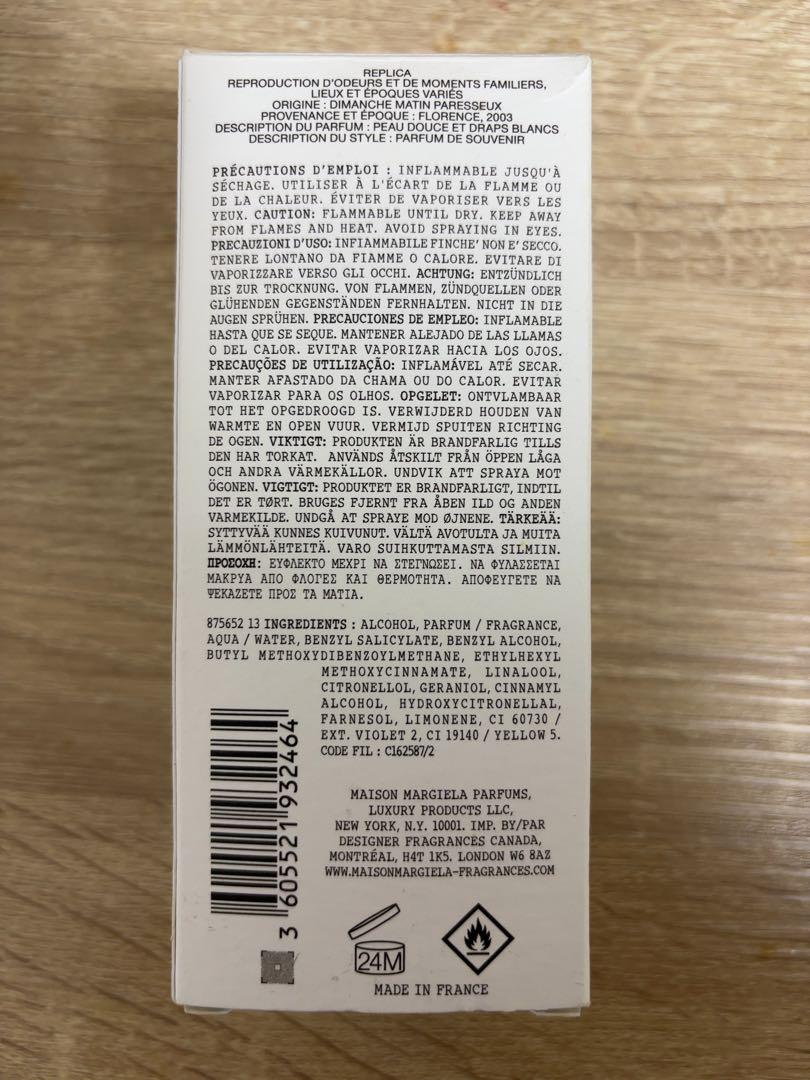 REPLICA
REPRODUCTION D'ODEURS ET DE MOMENTS FAMILIERS,
LIEUX ET ÉPOQUES VARIÉS
ORIGINE : DIMANCHE MATIN PARESSEUX
PROVENANCE ET ÉPOQUE : FLORENCE, 2003
DESCRIPTION DU PARFUM : PEAU DOUCE ET DRAPS BLANCS
DESCRIPTION DU STYLE : PARFUM DE SOUVENIR
PRÉCAUTIONS D'EMPLOI : INFLAMMABLE JUSQU'À
SÉCHAGE. UTILISER À L'ÉCART DE LA FLAMME OU
DE LA CHALEUR. ÉVITER DE VAPORISER VERS LES
YEUX. CAUTION: FLAMMABLE UNTIL DRY. KEEP AWAY
FROM FLAMES AND HEAT. AVOID SPRAYING IN EYES.
PRECAUZIONI D'USO: INFIAMMABILE FINCHE' NON E' SECCO.
TENERE LONTANO DA FIAMME O CALORE. EVITARE DI
VAPORIZZARE VERSO GLI OCCHI. ACHTUNG: ENTZÜNDLICH
BIS ZUR TROCKNUNG. VON FLAMMEN, ZÜNDQUELLEN ODER
GLÜHENDEN GEGENSTÄNDEN FERNHALTEN. NICHT IN DIE
AUGEN SPRÜHEN. PRECAUCIONES DE EMPLEO: INFLAMABLE
HASTA QUE SE SEQUE. MANTENER ALEJADO DE LAS LLAMAS
O DEL CALOR. EVITAR VAPORIZAR HACIA LOS OJOS.
PRECAUÇÕES DE UTILIZAÇÃO: INFLAMÁVEL ATÉ SECAR.
MANTER AFASTADO DA CHAMA OU DO CALOR. EVITAR
VAPORIZAR PARA OS OLHOS. OPGELET: ONTVLAMBAAR
TOT HET OPGEDROOGD IS. VERWIJDERD HOUDEN VAN
WARMTE EN OPEN VUUR. VERMIJD SPUITEN RICHTING
DE OGEN. VIKTIGT: PRODUKTEN ÄR BRANDFARLIG TILLS
DEN HAR TORKAT. ANVÄNDS ÅTSKILT FRÅN ÖPPEN LÅGA
OCH ANDRA VÄRMEKÄLLOR. UNDVIK ATT SPRAYA MOT
ÖGONEN. VIGTIGT: PRODUKTET ER BRANDFARLIGT, INDTIL
DET ER TØRT. BRUGES FJERNT FRA ÅBEN ILD OG ANDEN
VARMEKILDE. UNDGÅ AT SPRAYE MOD ØJNENE. TÄRKEÄÄ:
SYTTYVÄÄ KUNNES KUIVUNUT. VÄLTÄ AVOTULTA JA MUITA
LÄMMÖNLÄHTEITÄ. VARO SUIHKUTTAMASTA SILMIIN.
ΠΡΟΣΟΧΗ: ΕΥΦΛΕΚΤΟ ΜΕΧΡΙ ΝΑ ΣΤΕΓΝΩΣΕΙ. ΝΑ ΦΥΛΑΣΣΕΤΑΙ
ΜΑΚΡΥΑ ΑΠΟ ΦΛΟΓΕΣ ΚΑΙ ΘΕΡΜΟΤΗΤΑ. ΑΠΟΦΕΥΓΕΤΕ ΝΑ
ΨΕΚΑΖΕΤΕ ΠΡΟΣ ΤΑ ΜΑΤΙΑ.
875652 13 INGREDIENTS : ALCOHOL, PARFUM / FRAGRANCE,
AQUA / WATER, BENZYL SALICYLATE, BENZYL ALCOHOL,
BUTYL METHOXYDIBENZOYLMETHANE, ETHYLHEXYL
METHOXYCINNAMATE, LINALOOL,
CITRONELLOL, GERANIOL, CINNAMYL
ALCOHOL, HYDROXYCITRONELLAL,
FARNESOL, LIMONENE, CI 60730 /
EXT. VIOLET 2, CI 19140 / YELLOW 5.
CODE FIL : C162587/2
3 605521 932464
MAISON MARGIELA PARFUMS,
LUXURY PRODUCTS LLC,
NEW YORK, N.Y. 10001. IMP. BY/PAR
DESIGNER FRAGRANCES CANADA,
MONTRÉAL, H4T 1K5. LONDON W6 8AZ
WWW.MAISONMARGIELA-FRAGRANCES.COM
24M
MADE IN FRANCE